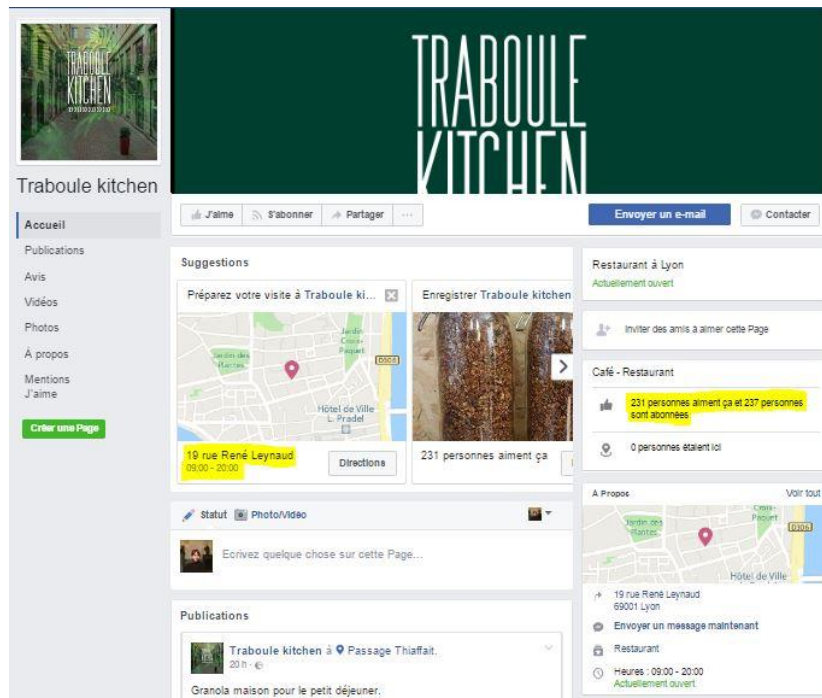 TRABOULE
KITCHEN
TRABOULE
KITCHEN
Traboule kitchen
Accueil
Publications
Avis
Vidéos
Photos
À propos
Mentions
J'aime
Créer une Page
J'aime
S'abonner
Partager
...
Envoyer un e-mail
Contacter
Suggestions
Préparez votre visite à Traboule ki...
Jardin des
Plantes
Jardin
Croix-
Paquet
D306
Hôtel de Ville
L. Pradel
19 rue René Leynaud
09:00 - 20:00
Directions
Enregistrer Traboule kitchen
231 personnes aiment ça
Statut
Photo/Vidéo
Ecrivez quelque chose sur cette Page...
Publications
Traboule kitchen à Passage Thiaffait.
20 h ·
Granola maison pour le petit déjeuner.
Restaurant à Lyon
Actuellement ouvert
Inviter des amis à aimer cette Page
Café - Restaurant
231 personnes aiment ça et 237 personnes
sont abonnées
0 personnes étaient ici
À Propos
Voir tout
Jardin des
Plantes
Croix-
Paquet
D306
Hôtel de Ville
19 rue René Leynaud
69001 Lyon
Envoyer un message maintenant
Restaurant
Heures : 09:00 - 20:00
Actuellement ouvert